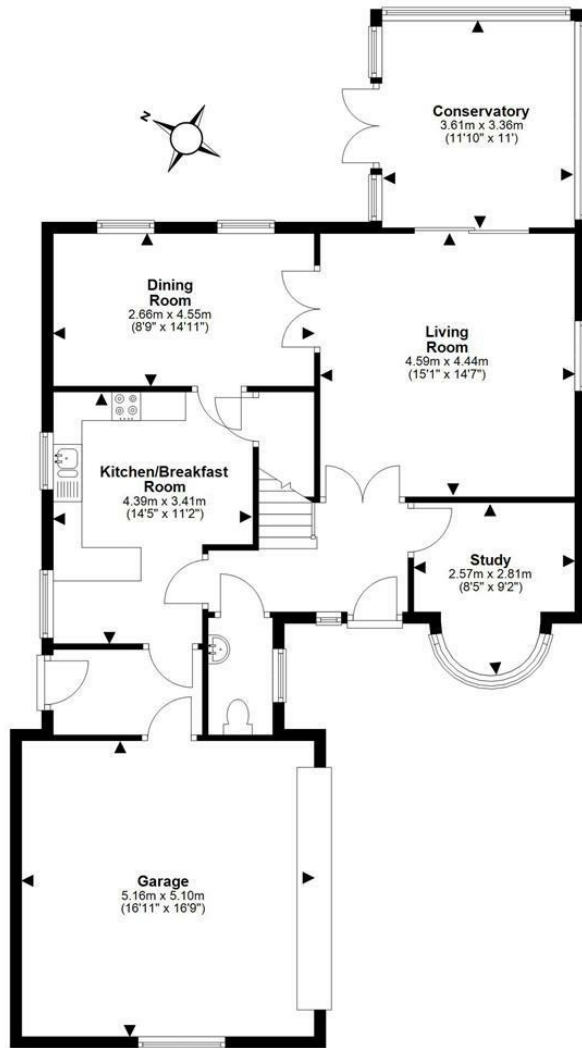 Conservatory
3.61m x 3.36m
(11'10" x 11')
N
Dining
Room
2.66m x 4.55m
(8'9" x 14'11")
Living
Room
4.59m x 4.44m
(15'1" x 14'7")
Kitchen/Breakfast
Room
4.39m x 3.41m
(14'5" x 11'2")
Study
2.57m x 2.81m
(8'5" x 9'2")
Garage
5.16m x 5.10m
(16'11" x 16'9")